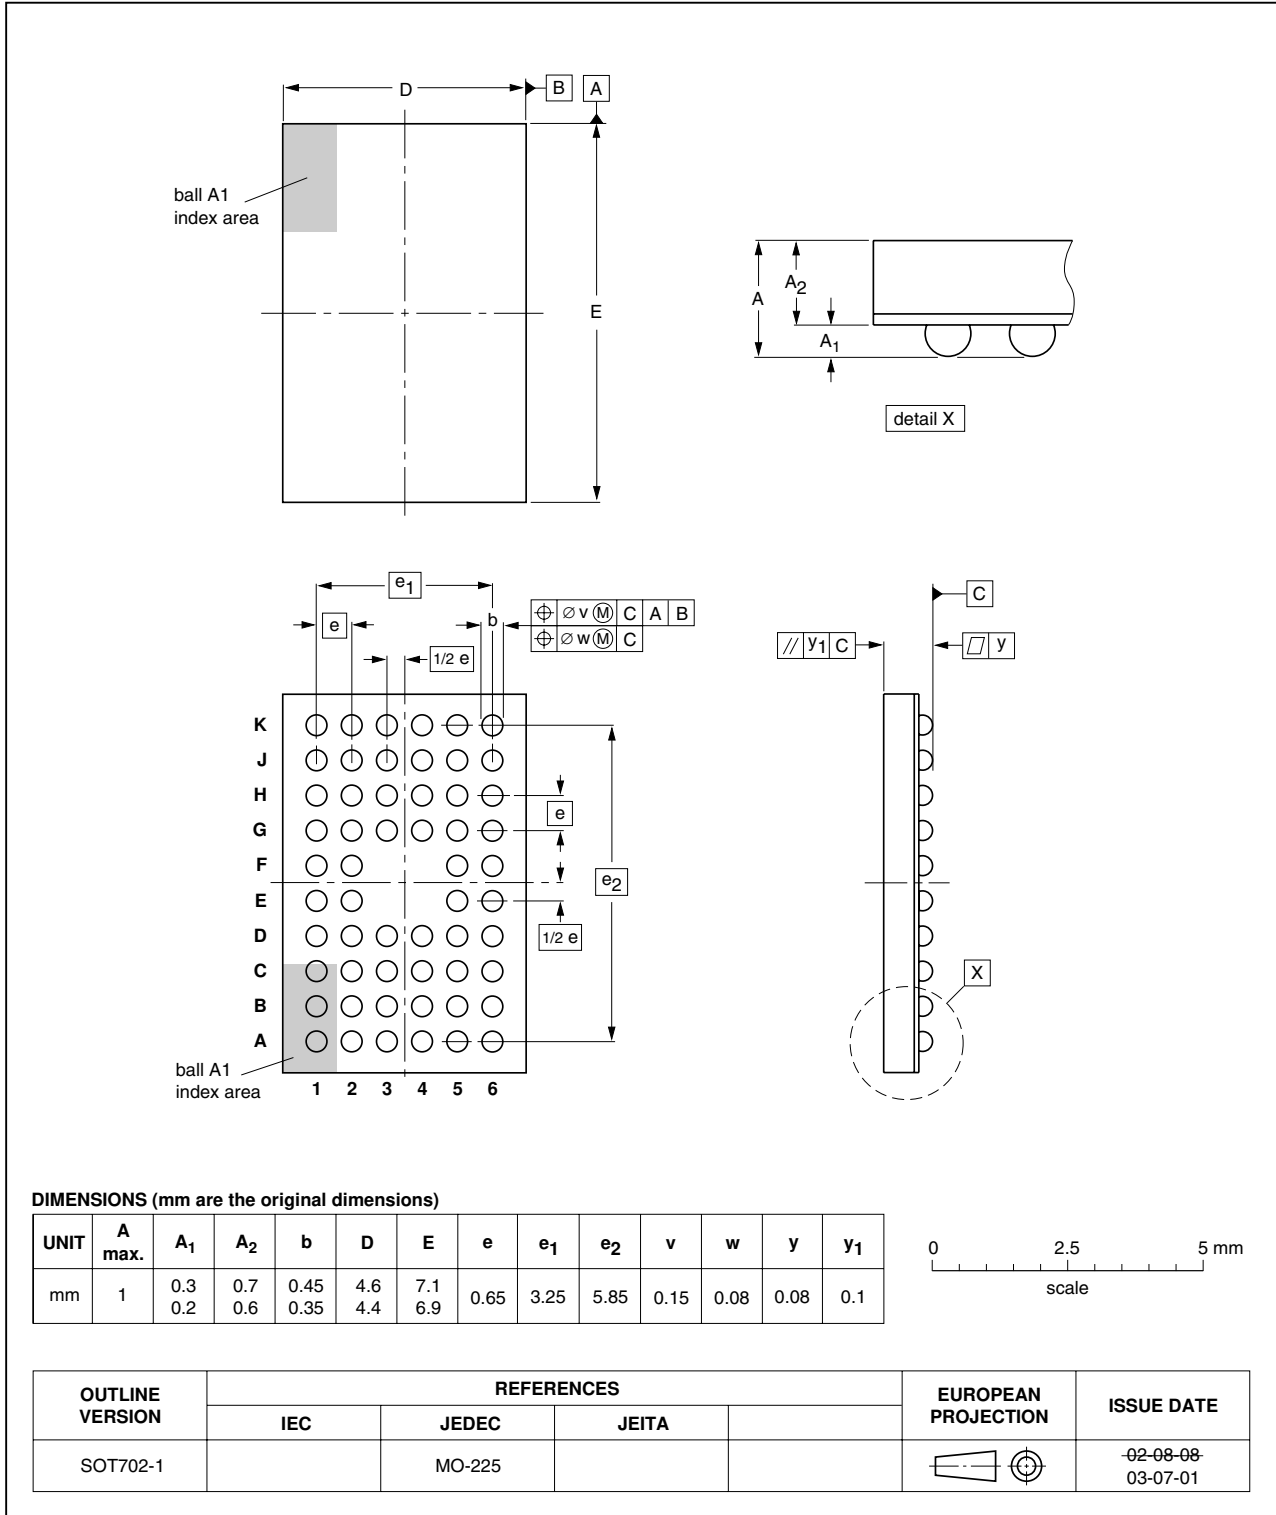 D
B
A
ball A1
index area
E
A
A2
A1
detail X
e1
e
b
⌖ ∅ v Ⓜ C A B
⌖ ∅ w Ⓜ C
1/2 e
C
// y1 C
▱ y
K
J
H
G
F
E
D
C
B
A
e
e2
1/2 e
X
ball A1
index area
1 2 3 4 5 6
DIMENSIONS (mm are the original dimensions)
UNIT A max. A1 A2 b D E e e1 e2 v w y y1
mm 1 0.3 0.7 0.45 4.6 7.1 0.65 3.25 5.85 0.15 0.08 0.08 0.1
0.2 0.6 0.35 4.4 6.9
0 2.5 5 mm
scale
OUTLINE VERSION REFERENCES EUROPEAN PROJECTION ISSUE DATE
IEC JEDEC JEITA
SOT702-1 MO-225 02-08-08
03-07-01